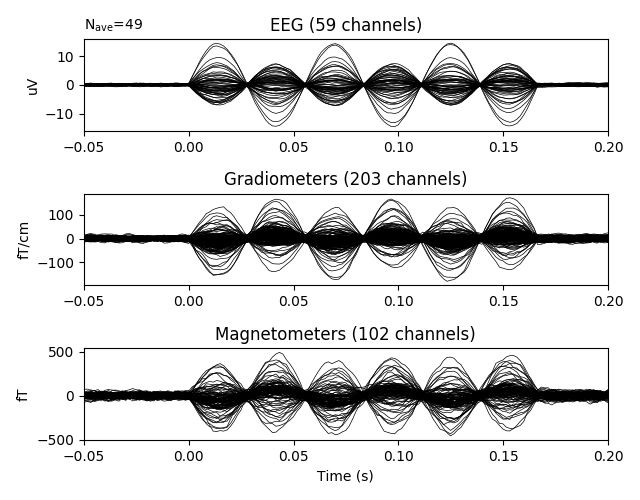 N_ave=49
EEG (59 channels)
10
0
−10
uV
−0.05 0.00 0.05 0.10 0.15 0.20
Gradiometers (203 channels)
100
0
−100
fT/cm
−0.05 0.00 0.05 0.10 0.15 0.20
Magnetometers (102 channels)
500
0
−500
fT
−0.05 0.00 0.05 0.10 0.15 0.20
Time (s)